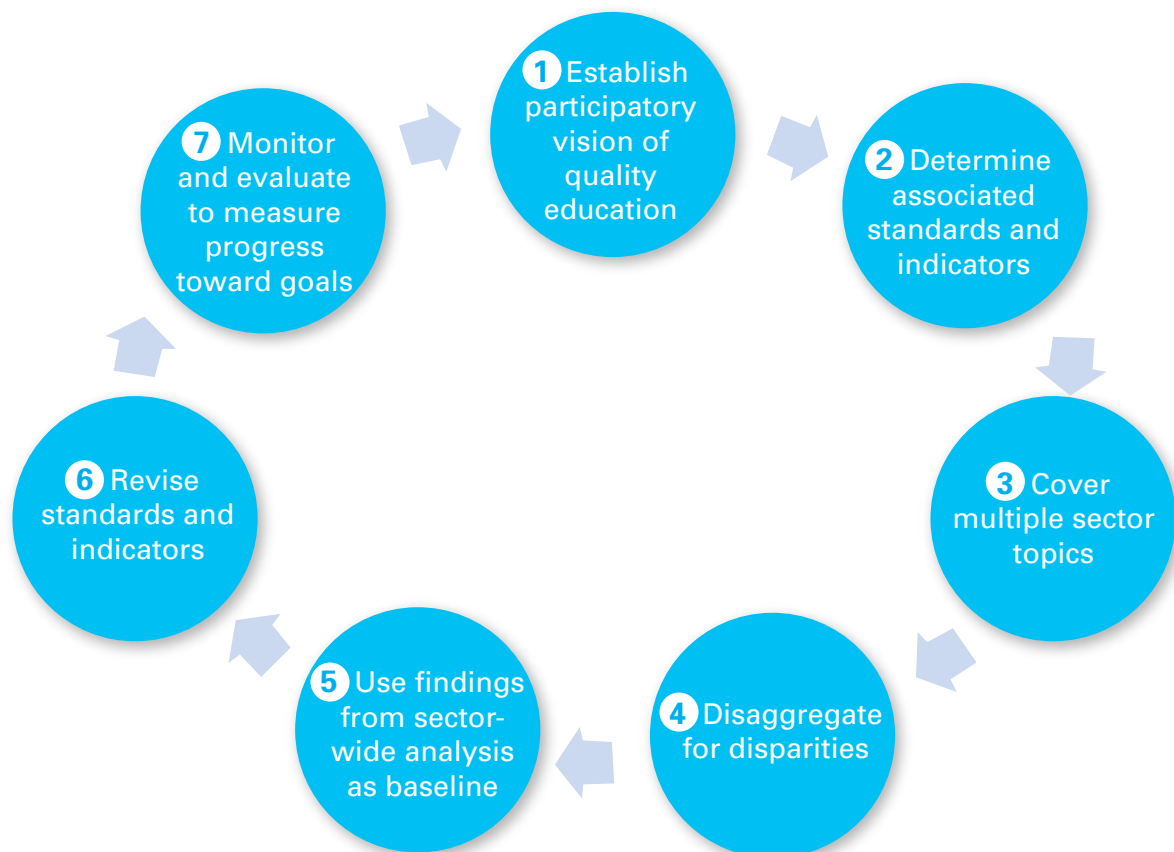 1 Establish
participatory
vision of
quality
education
2 Determine
associated
standards and
indicators
3 Cover
multiple sector
topics
4 Disaggregate
for disparities
5 Use findings
from sector-
wide analysis
as baseline
6 Revise
standards and
indicators
7 Monitor
and evaluate
to measure
progress
toward goals